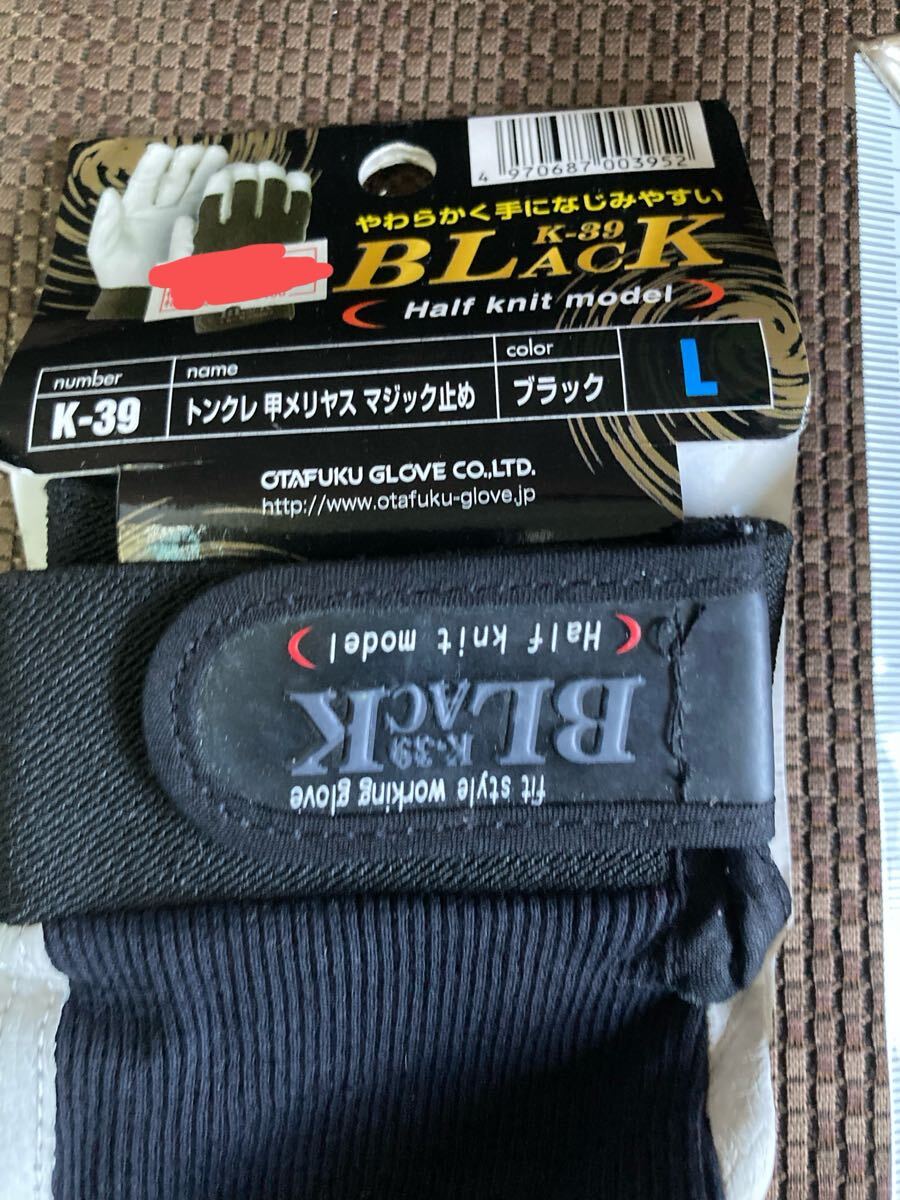 4 970687 003952
やわらかく手になじみやすい
BLACK
K-39
Half knit model
number
K-39
name
トンクレ 甲メリヤス マジック止め
color
ブラック
L
OTAFUKU GLOVE CO.,LTD.
http://www.otafuku-glove.jp
fit style working glove
BLACK
K-39
Half knit model